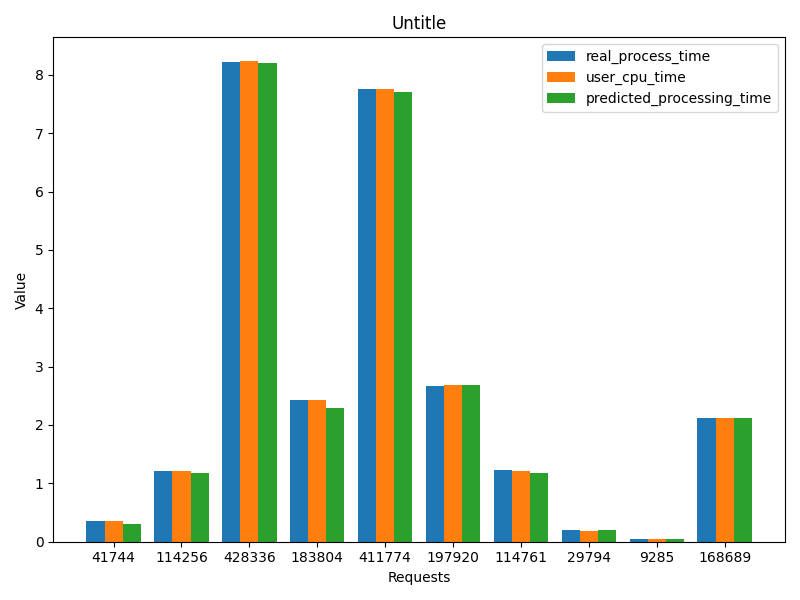 Untitle
real_process_time
user_cpu_time
predicted_processing_time
Value
8
7
6
5
4
3
2
1
0
41744 114256 428336 183804 411774 197920 114761 29794 9285 168689
Requests